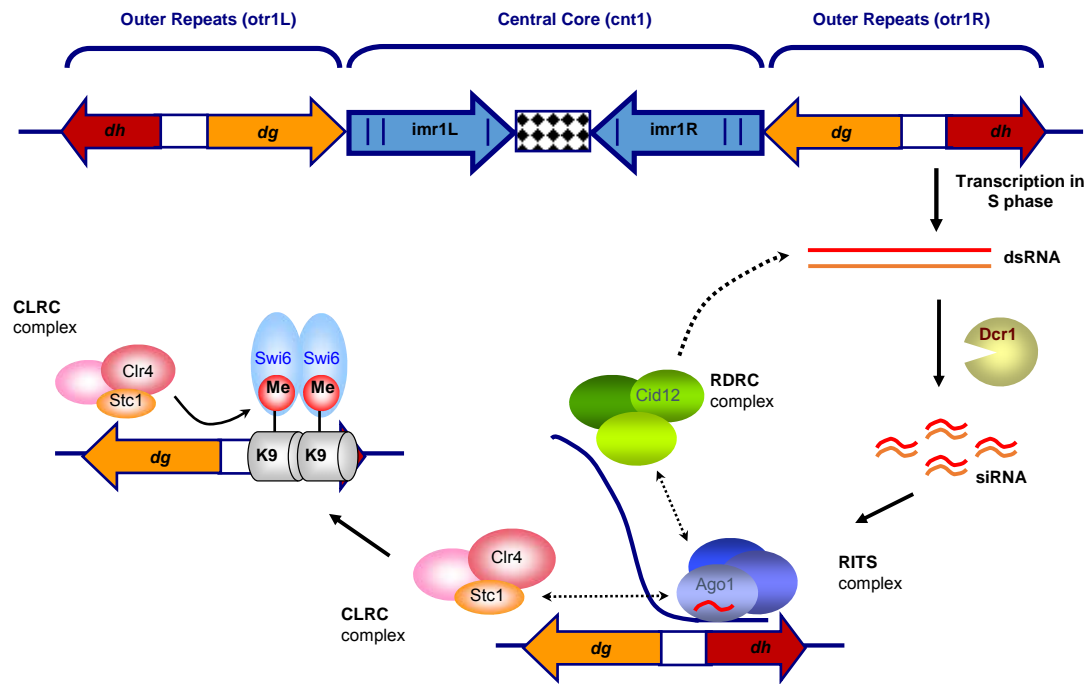 Outer Repeats (otr1L)
Central Core (cnt1)
Outer Repeats (otr1R)
dh
dg
imr1L
imr1R
dg
dh
Transcription in
S phase
dsRNA
Dcr1
siRNA
RITS
complex
Ago1
RDRC
complex
Cid12
dg
dh
Clr4
Stc1
CLRC
complex
CLRC
complex
Clr4
Stc1
Swi6
Swi6
Me
Me
K9
K9
dg